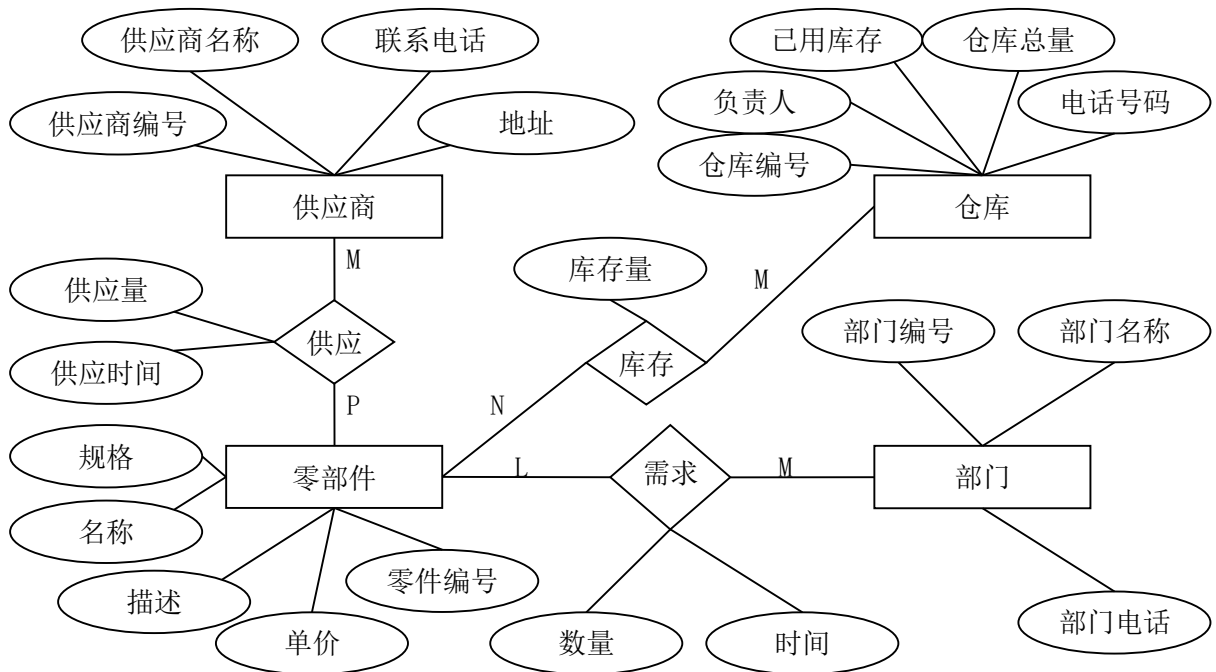 供应商名称
联系电话
已用库存
仓库总量
供应商编号
地址
负责人
电话号码
仓库编号
供应商
仓库
M
供应量
库存量
M
供应
部门编号
部门名称
供应时间
库存
P
N
规格
零部件
L
需求
M
部门
名称
描述
零件编号
单价
数量
时间
部门电话